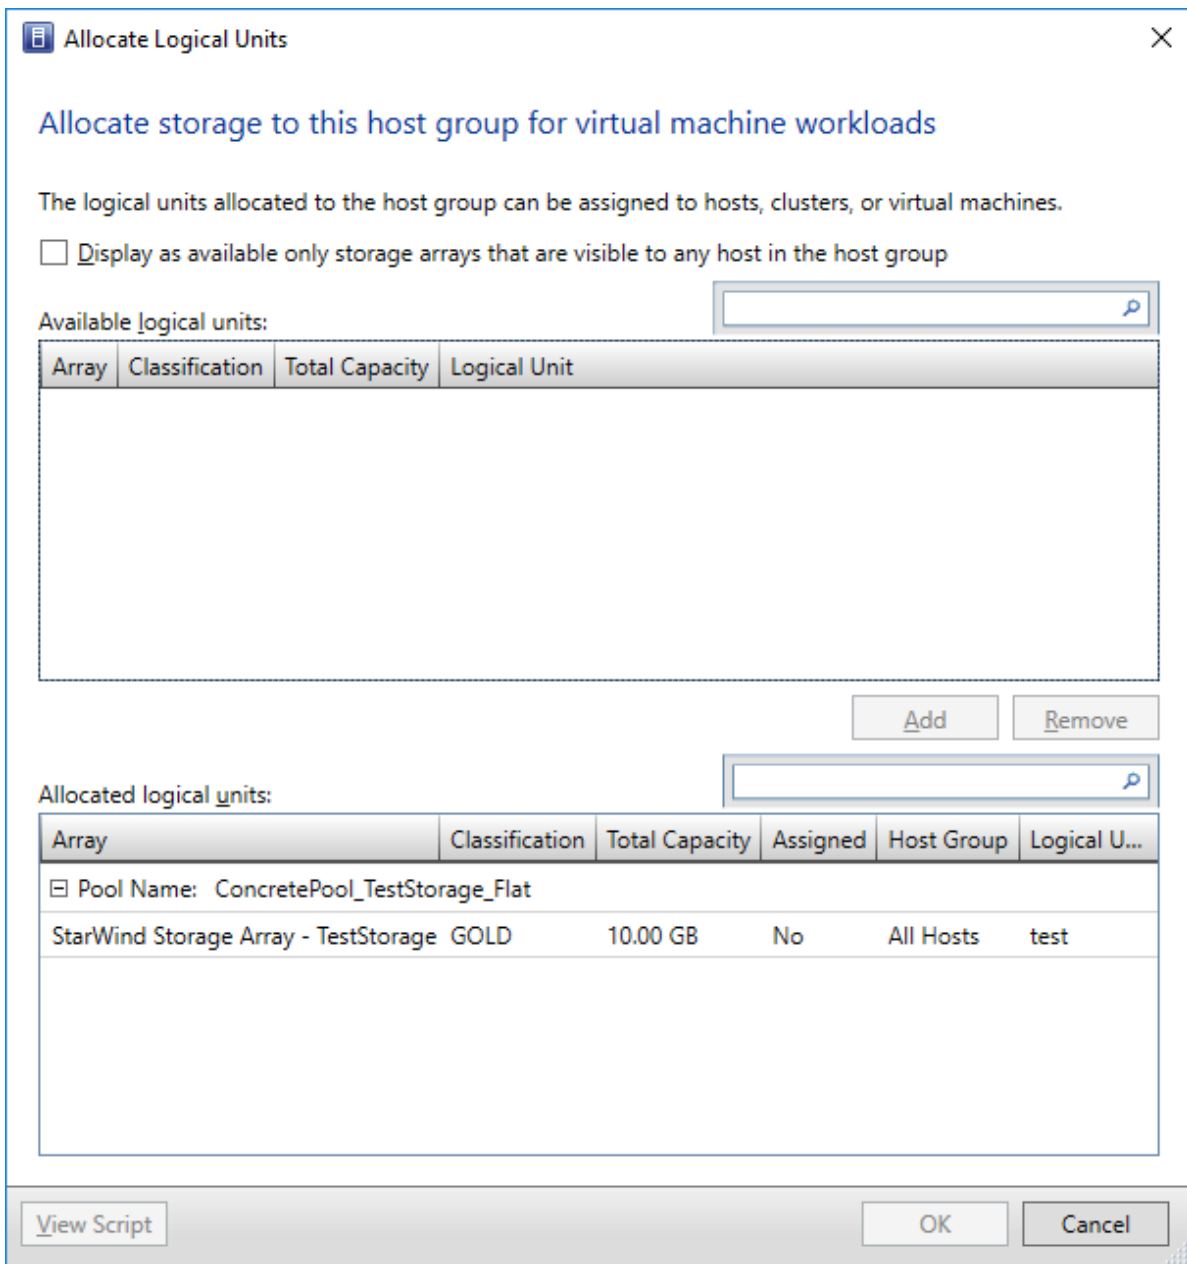 Allocate Logical Units
Allocate storage to this host group for virtual machine workloads
The logical units allocated to the host group can be assigned to hosts, clusters, or virtual machines.
Display as available only storage arrays that are visible to any host in the host group
Available logical units:
Array Classification Total Capacity Logical Unit
Add Remove
Allocated logical units:
Array Classification Total Capacity Assigned Host Group Logical U...
Pool Name: ConcretePool_TestStorage_Flat
StarWind Storage Array - TestStorage GOLD 10.00 GB No All Hosts test
View Script OK Cancel